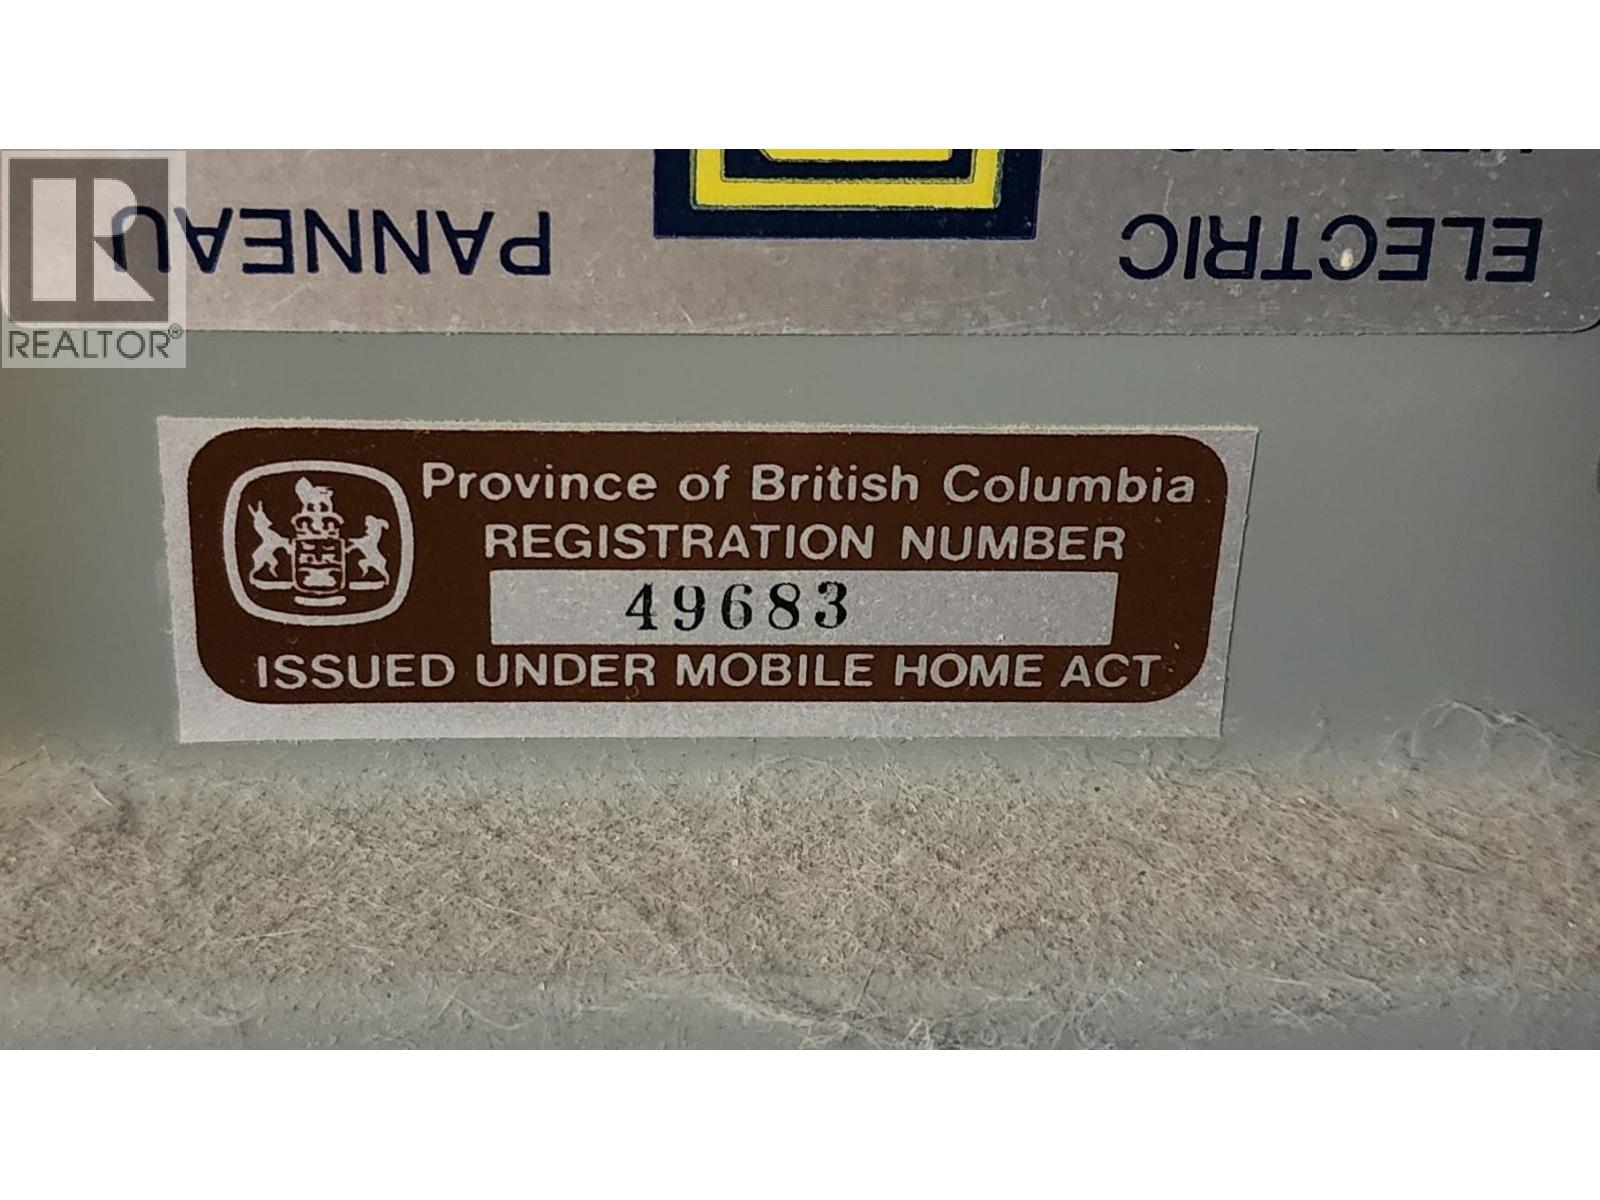 PANNEAU
ELECTRIC
REALTOR®
Province of British Columbia
REGISTRATION NUMBER
49683
ISSUED UNDER MOBILE HOME ACT